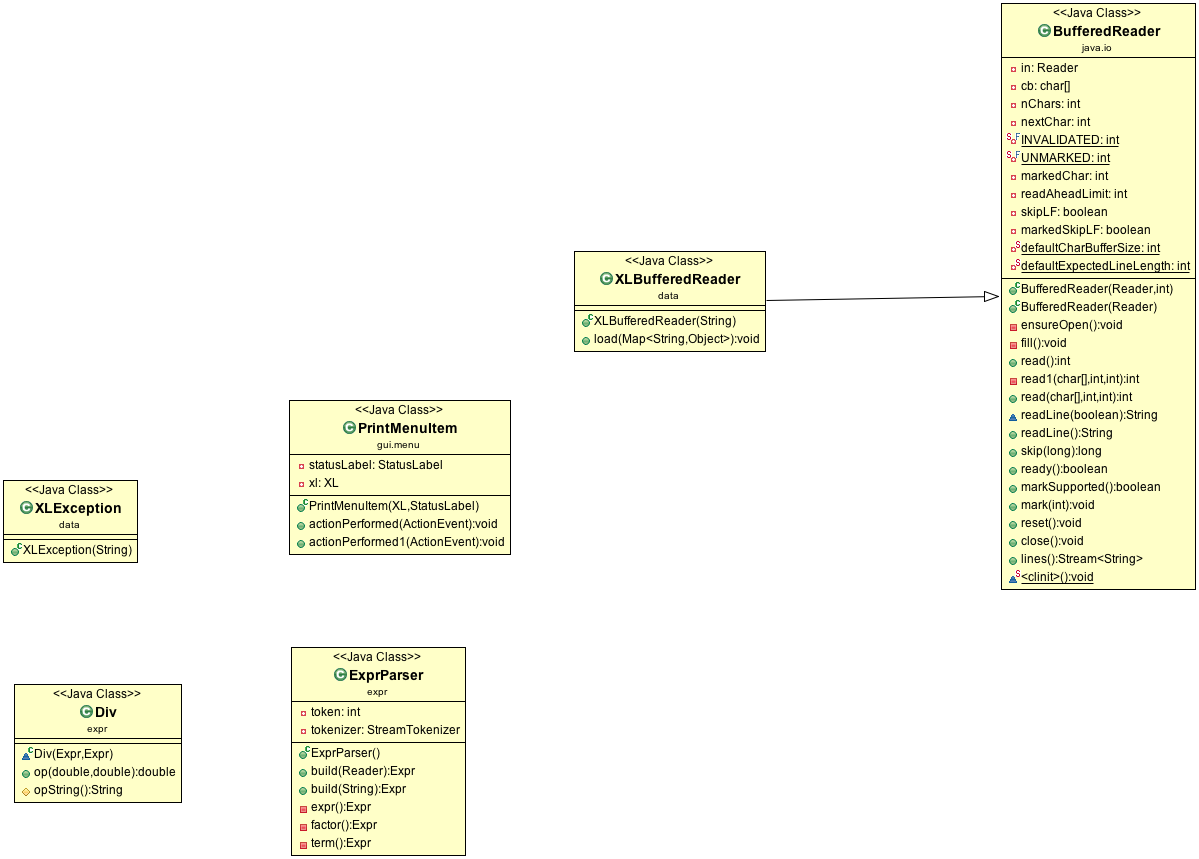 <<Java Class>>
BufferedReader
java.io
in: Reader
cb: char[]
nChars: int
nextChar: int
INVALIDATED: int
UNMARKED: int
markedChar: int
readAheadLimit: int
skipLF: boolean
markedSkipLF: boolean
defaultCharBufferSize: int
defaultExpectedLineLength: int
BufferedReader(Reader,int)
BufferedReader(Reader)
ensureOpen():void
fill():void
read():int
read1(char[],int,int):int
read(char[],int,int):int
readLine(boolean):String
readLine():String
skip(long):long
ready():boolean
markSupported():boolean
mark(int):void
reset():void
close():void
lines():Stream<String>
<clinit>():void
<<Java Class>>
XLBufferedReader
data
XLBufferedReader(String)
load(Map<String,Object>):void
<<Java Class>>
PrintMenuItem
gui.menu
statusLabel: StatusLabel
xl: XL
PrintMenuItem(XL,StatusLabel)
actionPerformed(ActionEvent):void
actionPerformed1(ActionEvent):void
<<Java Class>>
XLException
data
XLException(String)
<<Java Class>>
ExprParser
expr
token: int
tokenizer: StreamTokenizer
ExprParser()
build(Reader):Expr
build(String):Expr
expr():Expr
factor():Expr
term():Expr
<<Java Class>>
Div
expr
Div(Expr,Expr)
op(double,double):double
opString():String